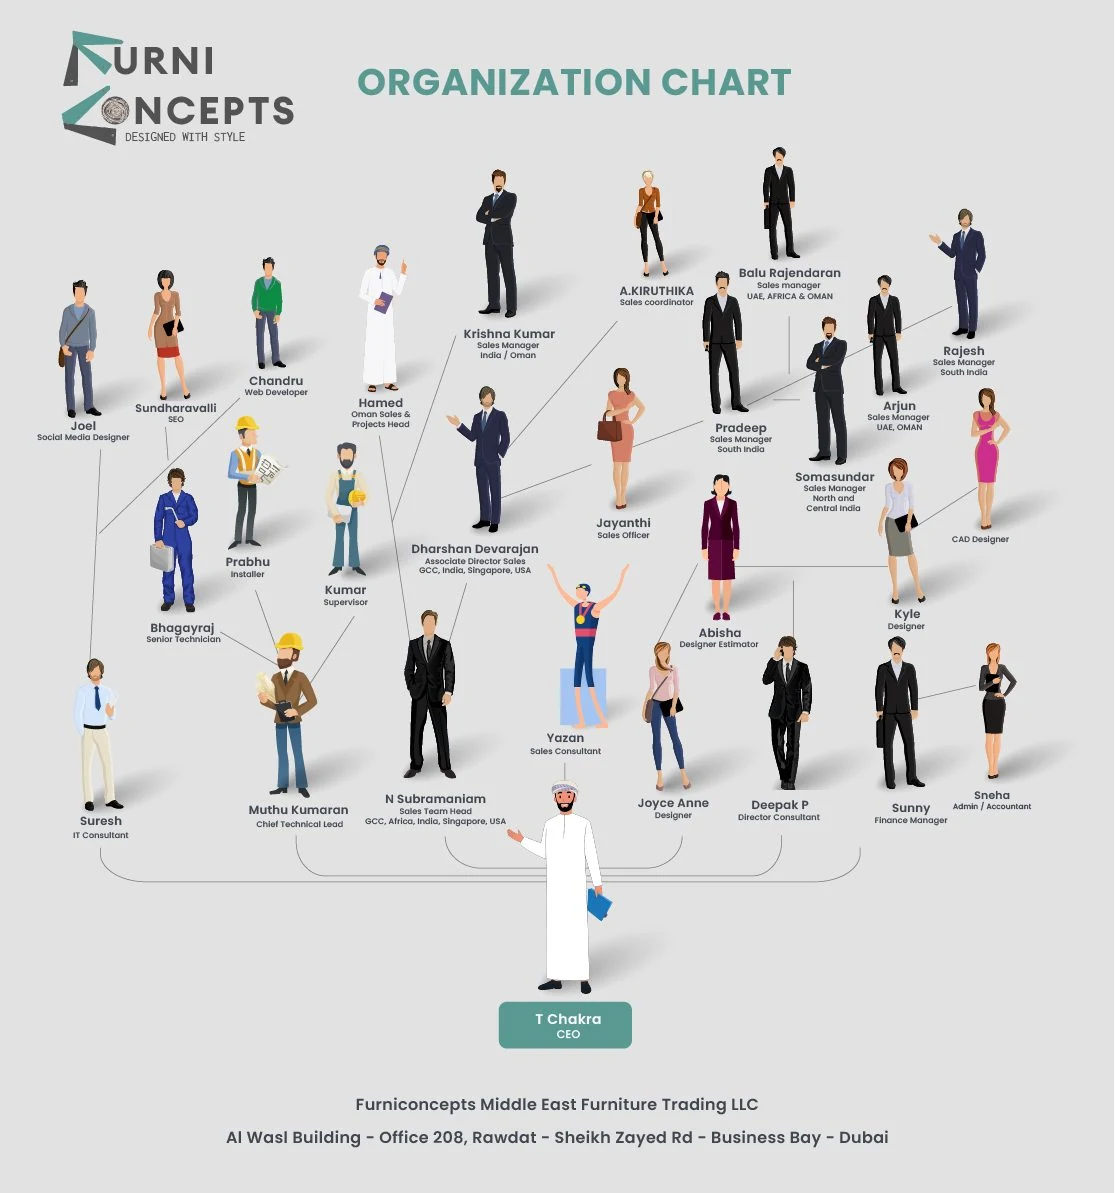 FURNI
CONCEPTS
DESIGNED WITH STYLE
ORGANIZATION CHART
Balu Rajendaran
Sales manager
UAE, AFRICA & OMAN
A.KIRUTHIKA
Sales coordinator
Krishna Kumar
Sales Manager
India / Oman
Rajesh
Sales Manager
South India
Chandru
Web Developer
Hamed
Oman Sales &
Projects Head
Sundharavalli
SEO
Joel
Social Media Designer
Arjun
Sales Manager
UAE, OMAN
Pradeep
Sales Manager
South India
Somasundar
Sales Manager
North and
Central India
Jayanthi
Sales Officer
CAD Designer
Dharshan Devarajan
Associate Director Sales
GCC, India, Singapore, USA
Prabhu
Installer
Kumar
Supervisor
Bhagayraj
Senior Technician
Kyle
Designer
Abisha
Designer Estimator
Yazan
Sales Consultant
Suresh
IT Consultant
Muthu Kumaran
Chief Technical Lead
N Subramaniam
Sales Team Head
GCC, Africa, India, Singapore, USA
Joyce Anne
Designer
Deepak P
Director Consultant
Sunny
Finance Manager
Sneha
Admin / Accountant
T Chakra
CEO
Furniconcepts Middle East Furniture Trading LLC
Al Wasl Building - Office 208, Rawdat - Sheikh Zayed Rd - Business Bay - Dubai